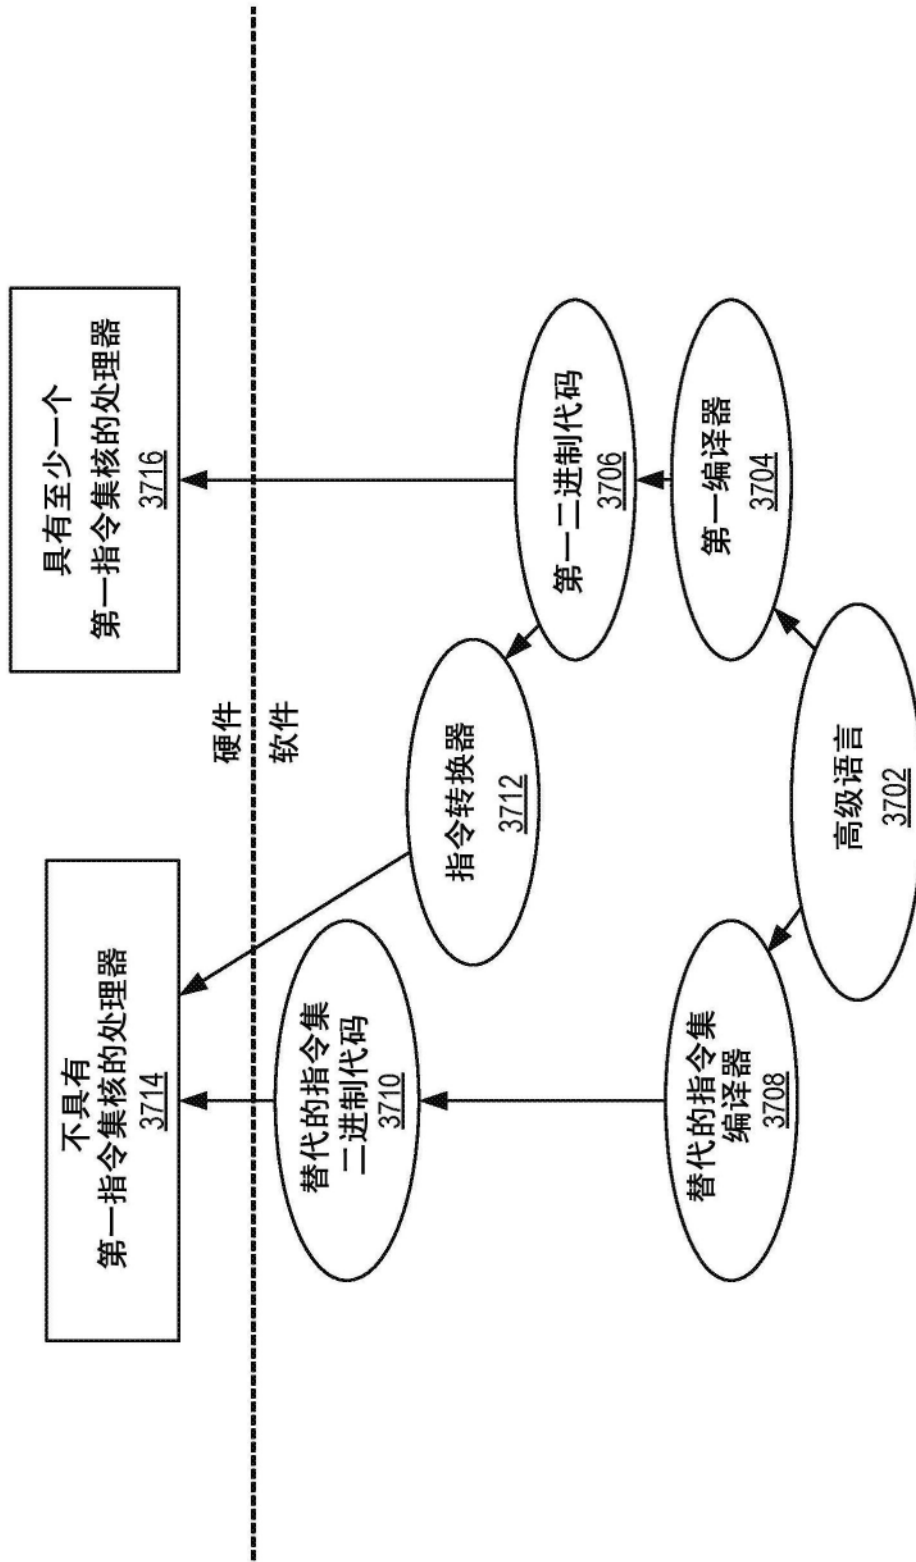 不具有
第一指令集核的处理器
3714
具有至少一个
第一指令集核的处理器
3716
硬件
软件
替代的指令集
二进制代码
3710
指令转换器
3712
第一二进制代码
3706
替代的指令集
编译器
3708
第一编译器
3704
高级语言
3702